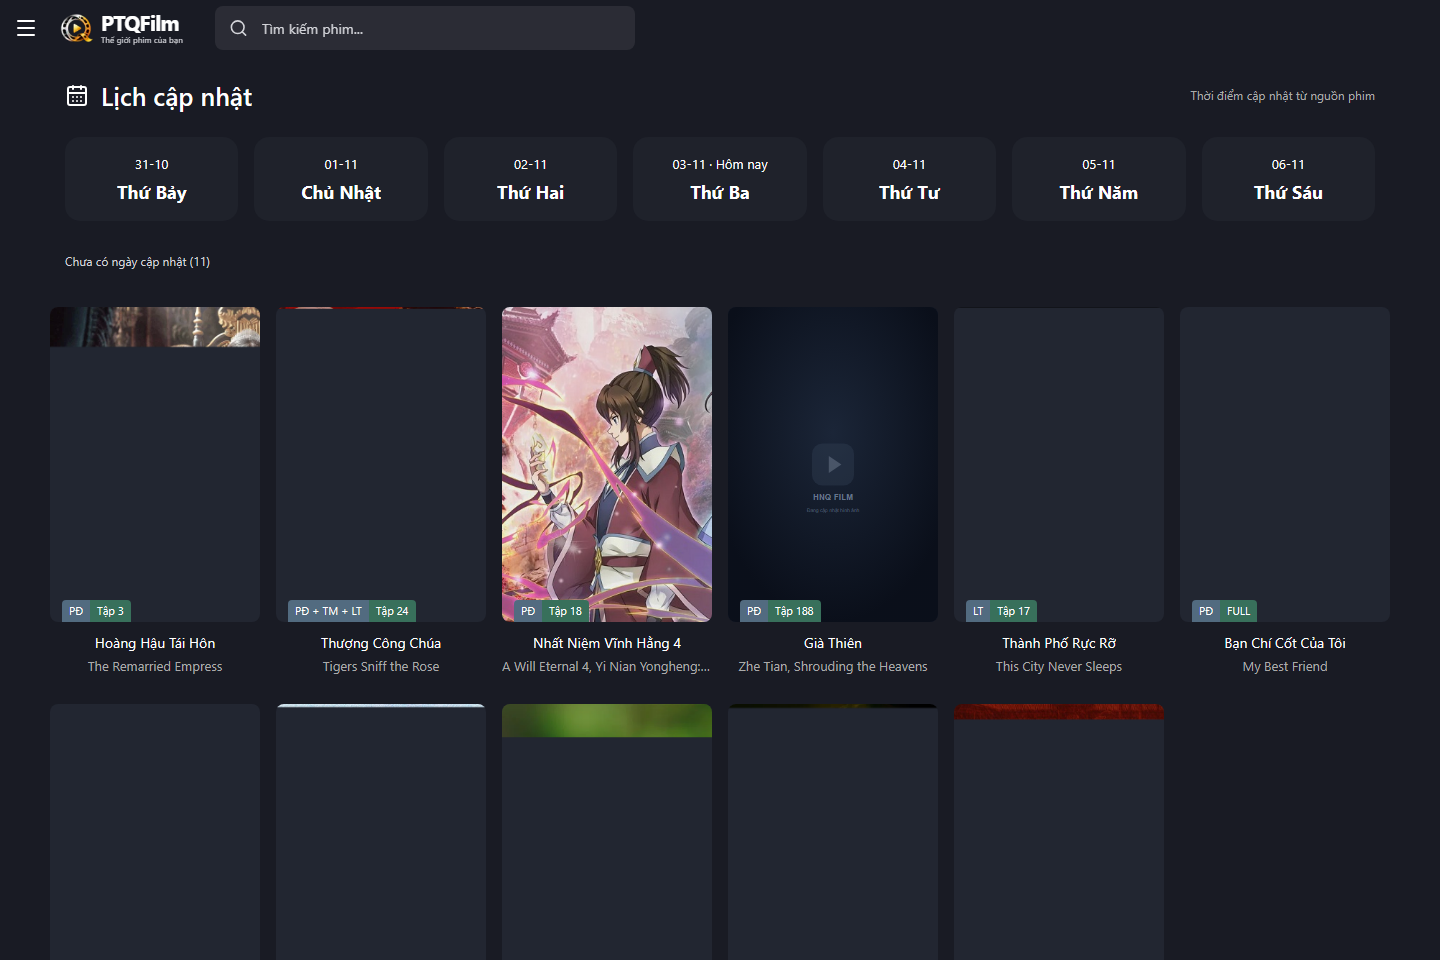 PTQFilm
Thế giới phim của bạn
Tìm kiếm phim...
Lịch cập nhật
Thời điểm cập nhật từ nguồn phim
31-10
Thứ Bảy
01-11
Chủ Nhật
02-11
Thứ Hai
03-11 · Hôm nay
Thứ Ba
04-11
Thứ Tư
05-11
Thứ Năm
06-11
Thứ Sáu
Chưa có ngày cập nhật (11)
PĐ Tập 3
Hoàng Hậu Tái Hôn
The Remarried Empress
PĐ + TM + LT Tập 24
Thượng Công Chúa
Tigers Sniff the Rose
PĐ Tập 18
Nhất Niệm Vĩnh Hằng 4
A Will Eternal 4, Yi Nian Yongheng:...
HNQ FILM
Đang cập nhật hình ảnh
PĐ Tập 188
Già Thiên
Zhe Tian, Shrouding the Heavens
LT Tập 17
Thành Phố Rực Rỡ
This City Never Sleeps
PĐ FULL
Bạn Chí Cốt Của Tôi
My Best Friend